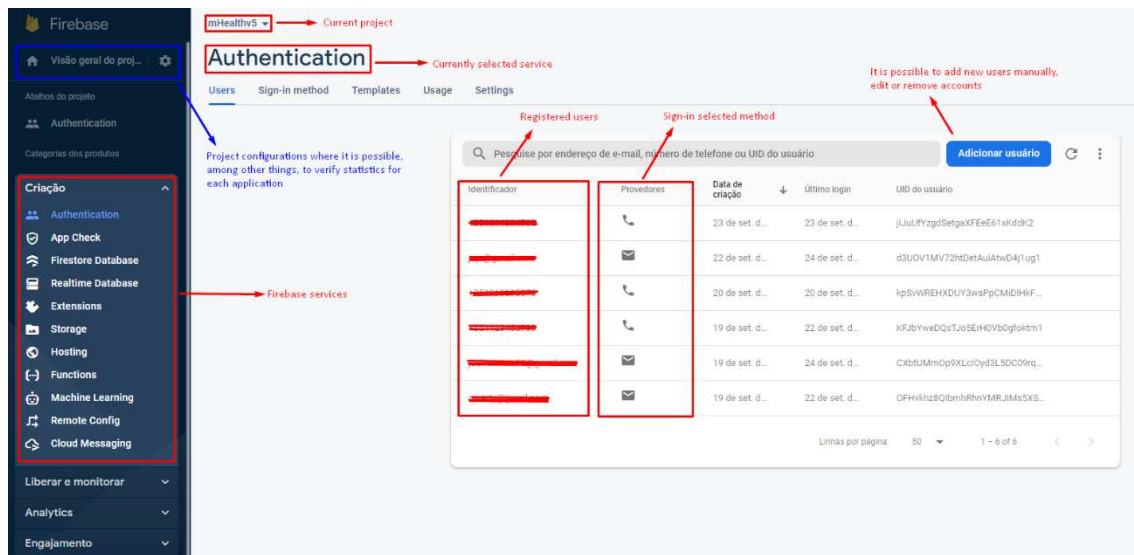 Firebase
mHealthv5
Current project
Visão geral do proj...
Authentication
Currently selected service
It is possible to add new users manually,
edit or remove accounts
Atalhos do projeto
Users Sign-in method Templates Usage Settings
Authentication
Registered users
Sign-in selected method
Categorias dos produtos
Project configurations where it is possible,
among other things, to verify statistics for
each application
Pesquise por endereço de e-mail, número de telefone ou UID do usuário
Adicionar usuário
Criação
Identificador Provedores Data de criação Último login UID do usuário
Authentication
App Check
Firestore Database
Realtime Database
Extensions
Storage
Hosting
Functions
Machine Learning
Remote Config
Cloud Messaging
Firebase services
23 de set. d... 23 de set. d... jUuUfYzgdSetgaXFEeE61xKddK2
22 de set. d... 24 de set. d... d3UOV1MV72htDetAuiAtwD4j1ug1
20 de set. d... 20 de set. d...
19 de set. d... 22 de set. d... KFJbYweDQsTJo5ErH0Vb0gfoktm1
19 de set. d... 24 de set. d...
19 de set. d... 22 de set. d...
Linhas por página: 50 1 – 6 of 6
Liberar e monitorar
Analytics
Engajamento